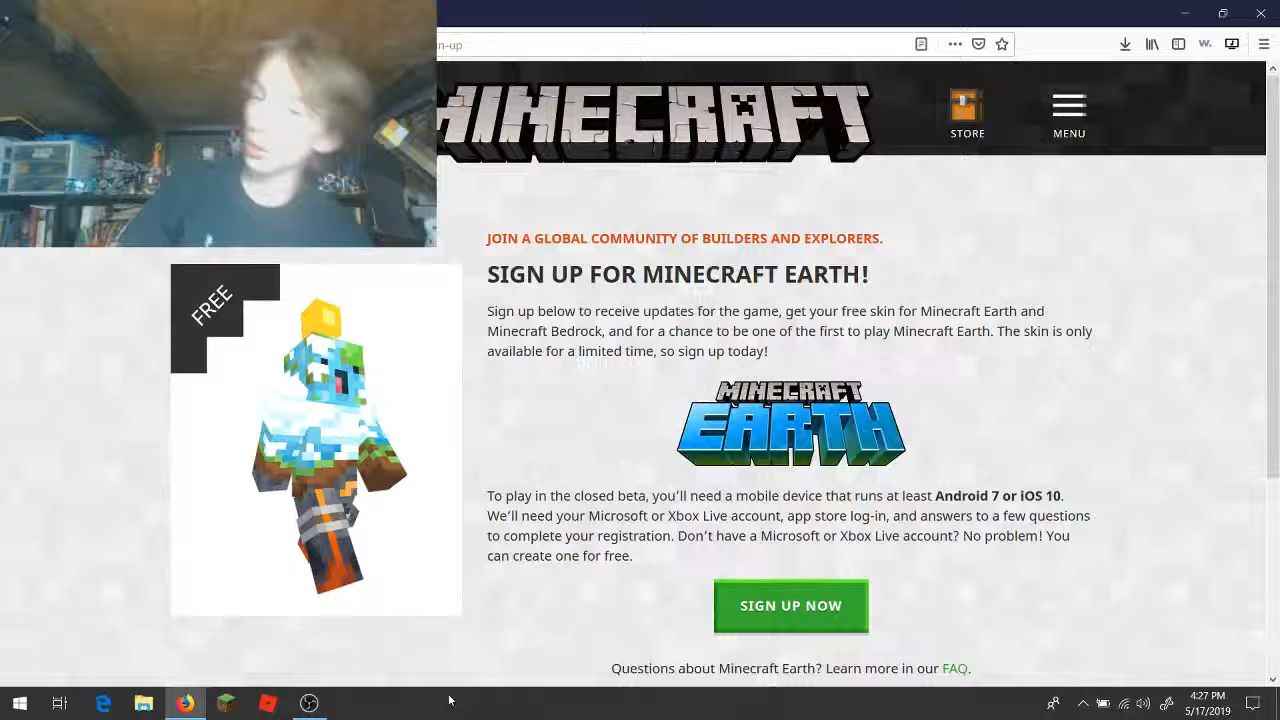 n-up
MINECRAFT
STORE
MENU
JOIN A GLOBAL COMMUNITY OF BUILDERS AND EXPLORERS.
SIGN UP FOR MINECRAFT EARTH!
FREE
Sign up below to receive updates for the game, get your free skin for Minecraft Earth and
Minecraft Bedrock, and for a chance to be one of the first to play Minecraft Earth. The skin is only
available for a limited time, so sign up today!
MINECRAFT
EARTH
To play in the closed beta, you’ll need a mobile device that runs at least Android 7 or iOS 10.
We’ll need your Microsoft or Xbox Live account, app store log-in, and answers to a few questions
to complete your registration. Don’t have a Microsoft or Xbox Live account? No problem! You
can create one for free.
SIGN UP NOW
Questions about Minecraft Earth? Learn more in our FAQ.
4:27 PM
5/17/2019